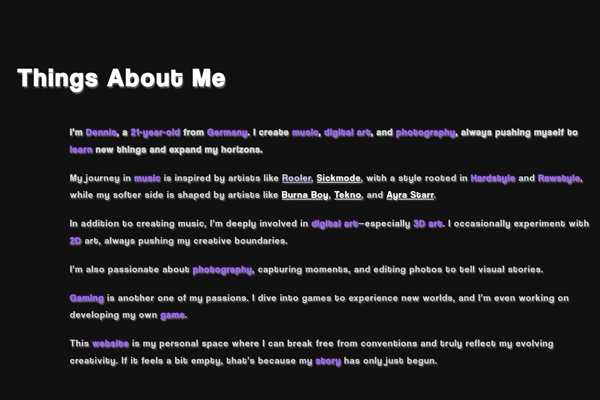 Things About Me
I'm Dennis, a 21-year-old from Germany. I create music, digital art, and photography, always pushing myself to
learn new things and expand my horizons.
My journey in music is inspired by artists like Rooler, Sickmode, with a style rooted in Hardstyle and Rawstyle,
while my softer side is shaped by artists like Burna Boy, Tekno, and Ayra Starr.
In addition to creating music, I'm deeply involved in digital art—especially 3D art. I occasionally experiment with
2D art, always pushing my creative boundaries.
I'm also passionate about photography, capturing moments, and editing photos to tell visual stories.
Gaming is another one of my passions. I dive into games to experience new worlds, and I'm even working on
developing my own game.
This website is my personal space where I can break free from conventions and truly reflect my evolving
creativity. If it feels a bit empty, that's because my story has only just begun.